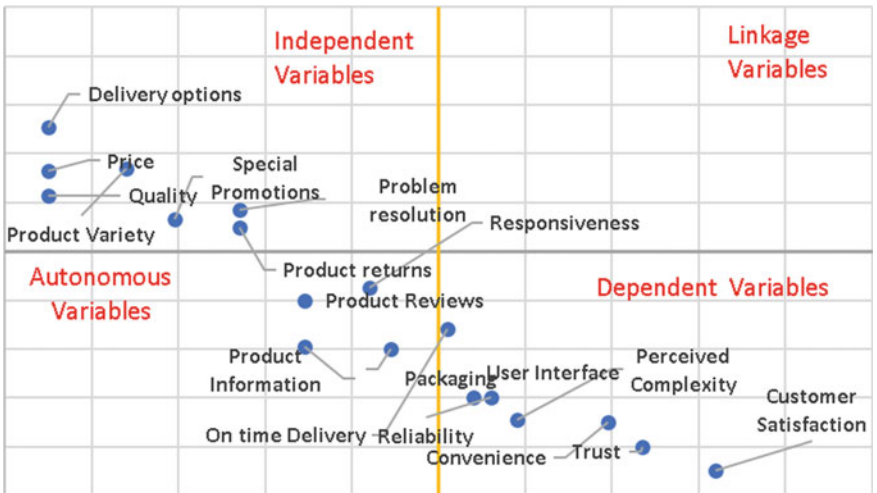 Independent
Variables
Linkage
Variables
Delivery options
Price
Special
Promotions
Quality
Problem
resolution
Product Variety
Responsiveness
Product returns
Autonomous
Variables
Product Reviews
Dependent Variables
Product
Information
Packaging
User Interface
Perceived
Complexity
Customer
Satisfaction
On time Delivery
Reliability
Convenience
Trust